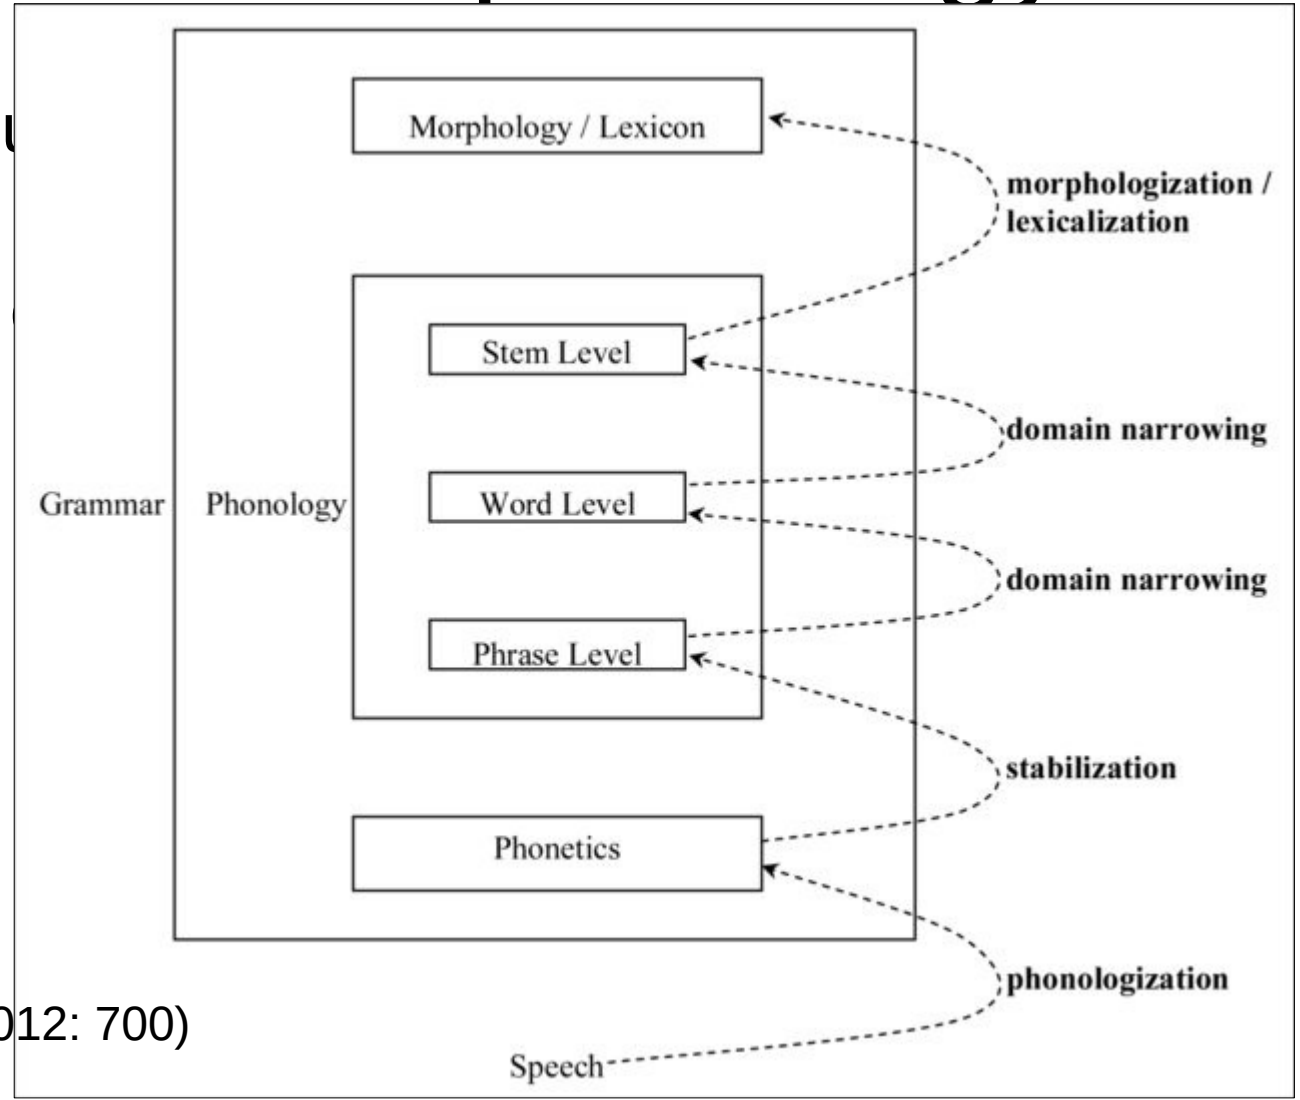 Morphology / Lexicon
morphologization /
lexicalization
Stem Level
domain narrowing
Grammar
Phonology
Word Level
domain narrowing
Phrase Level
stabilization
Phonetics
phonologization
012: 700)
Speech